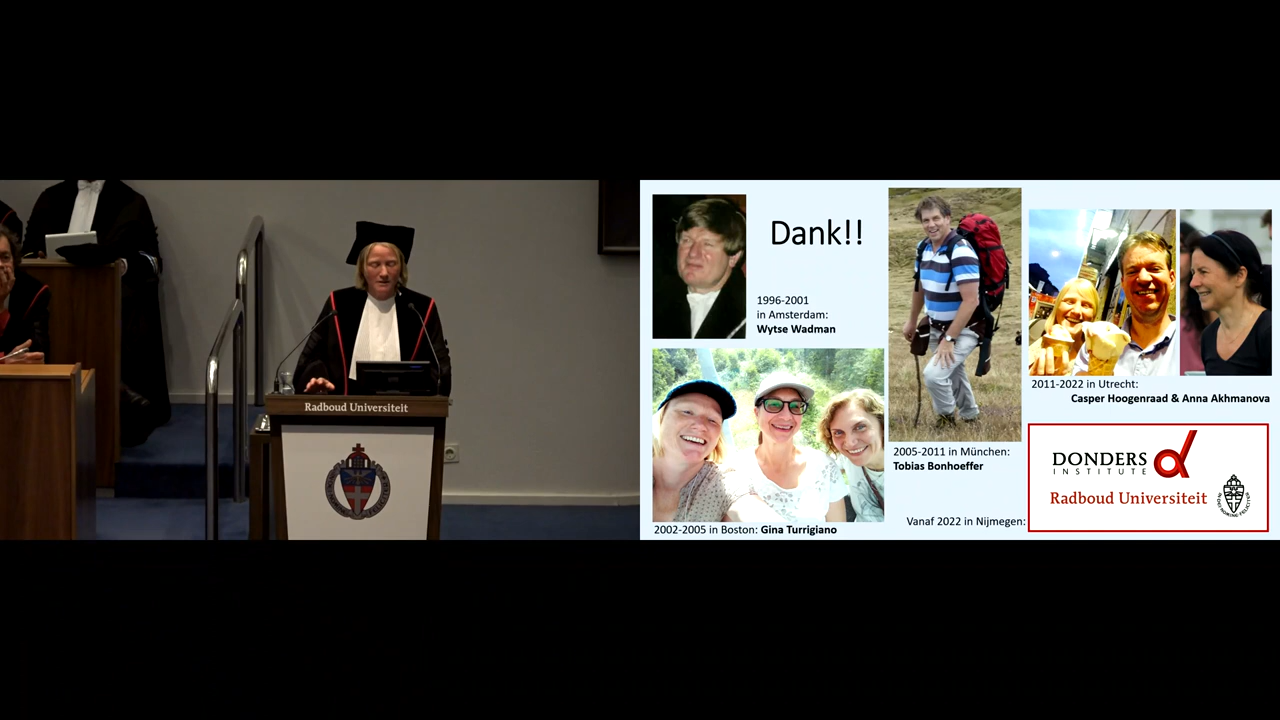 Radboud Universiteit
Dank!!
1996-2001
in Amsterdam:
Wytse Wadman
2002-2005 in Boston: Gina Turrigiano
2005-2011 in München:
Tobias Bonhoeffer
2011-2022 in Utrecht:
Casper Hoogenraad & Anna Akhmanova
Vanaf 2022 in Nijmegen:
DONDERS
INSTITUTE
Radboud Universiteit